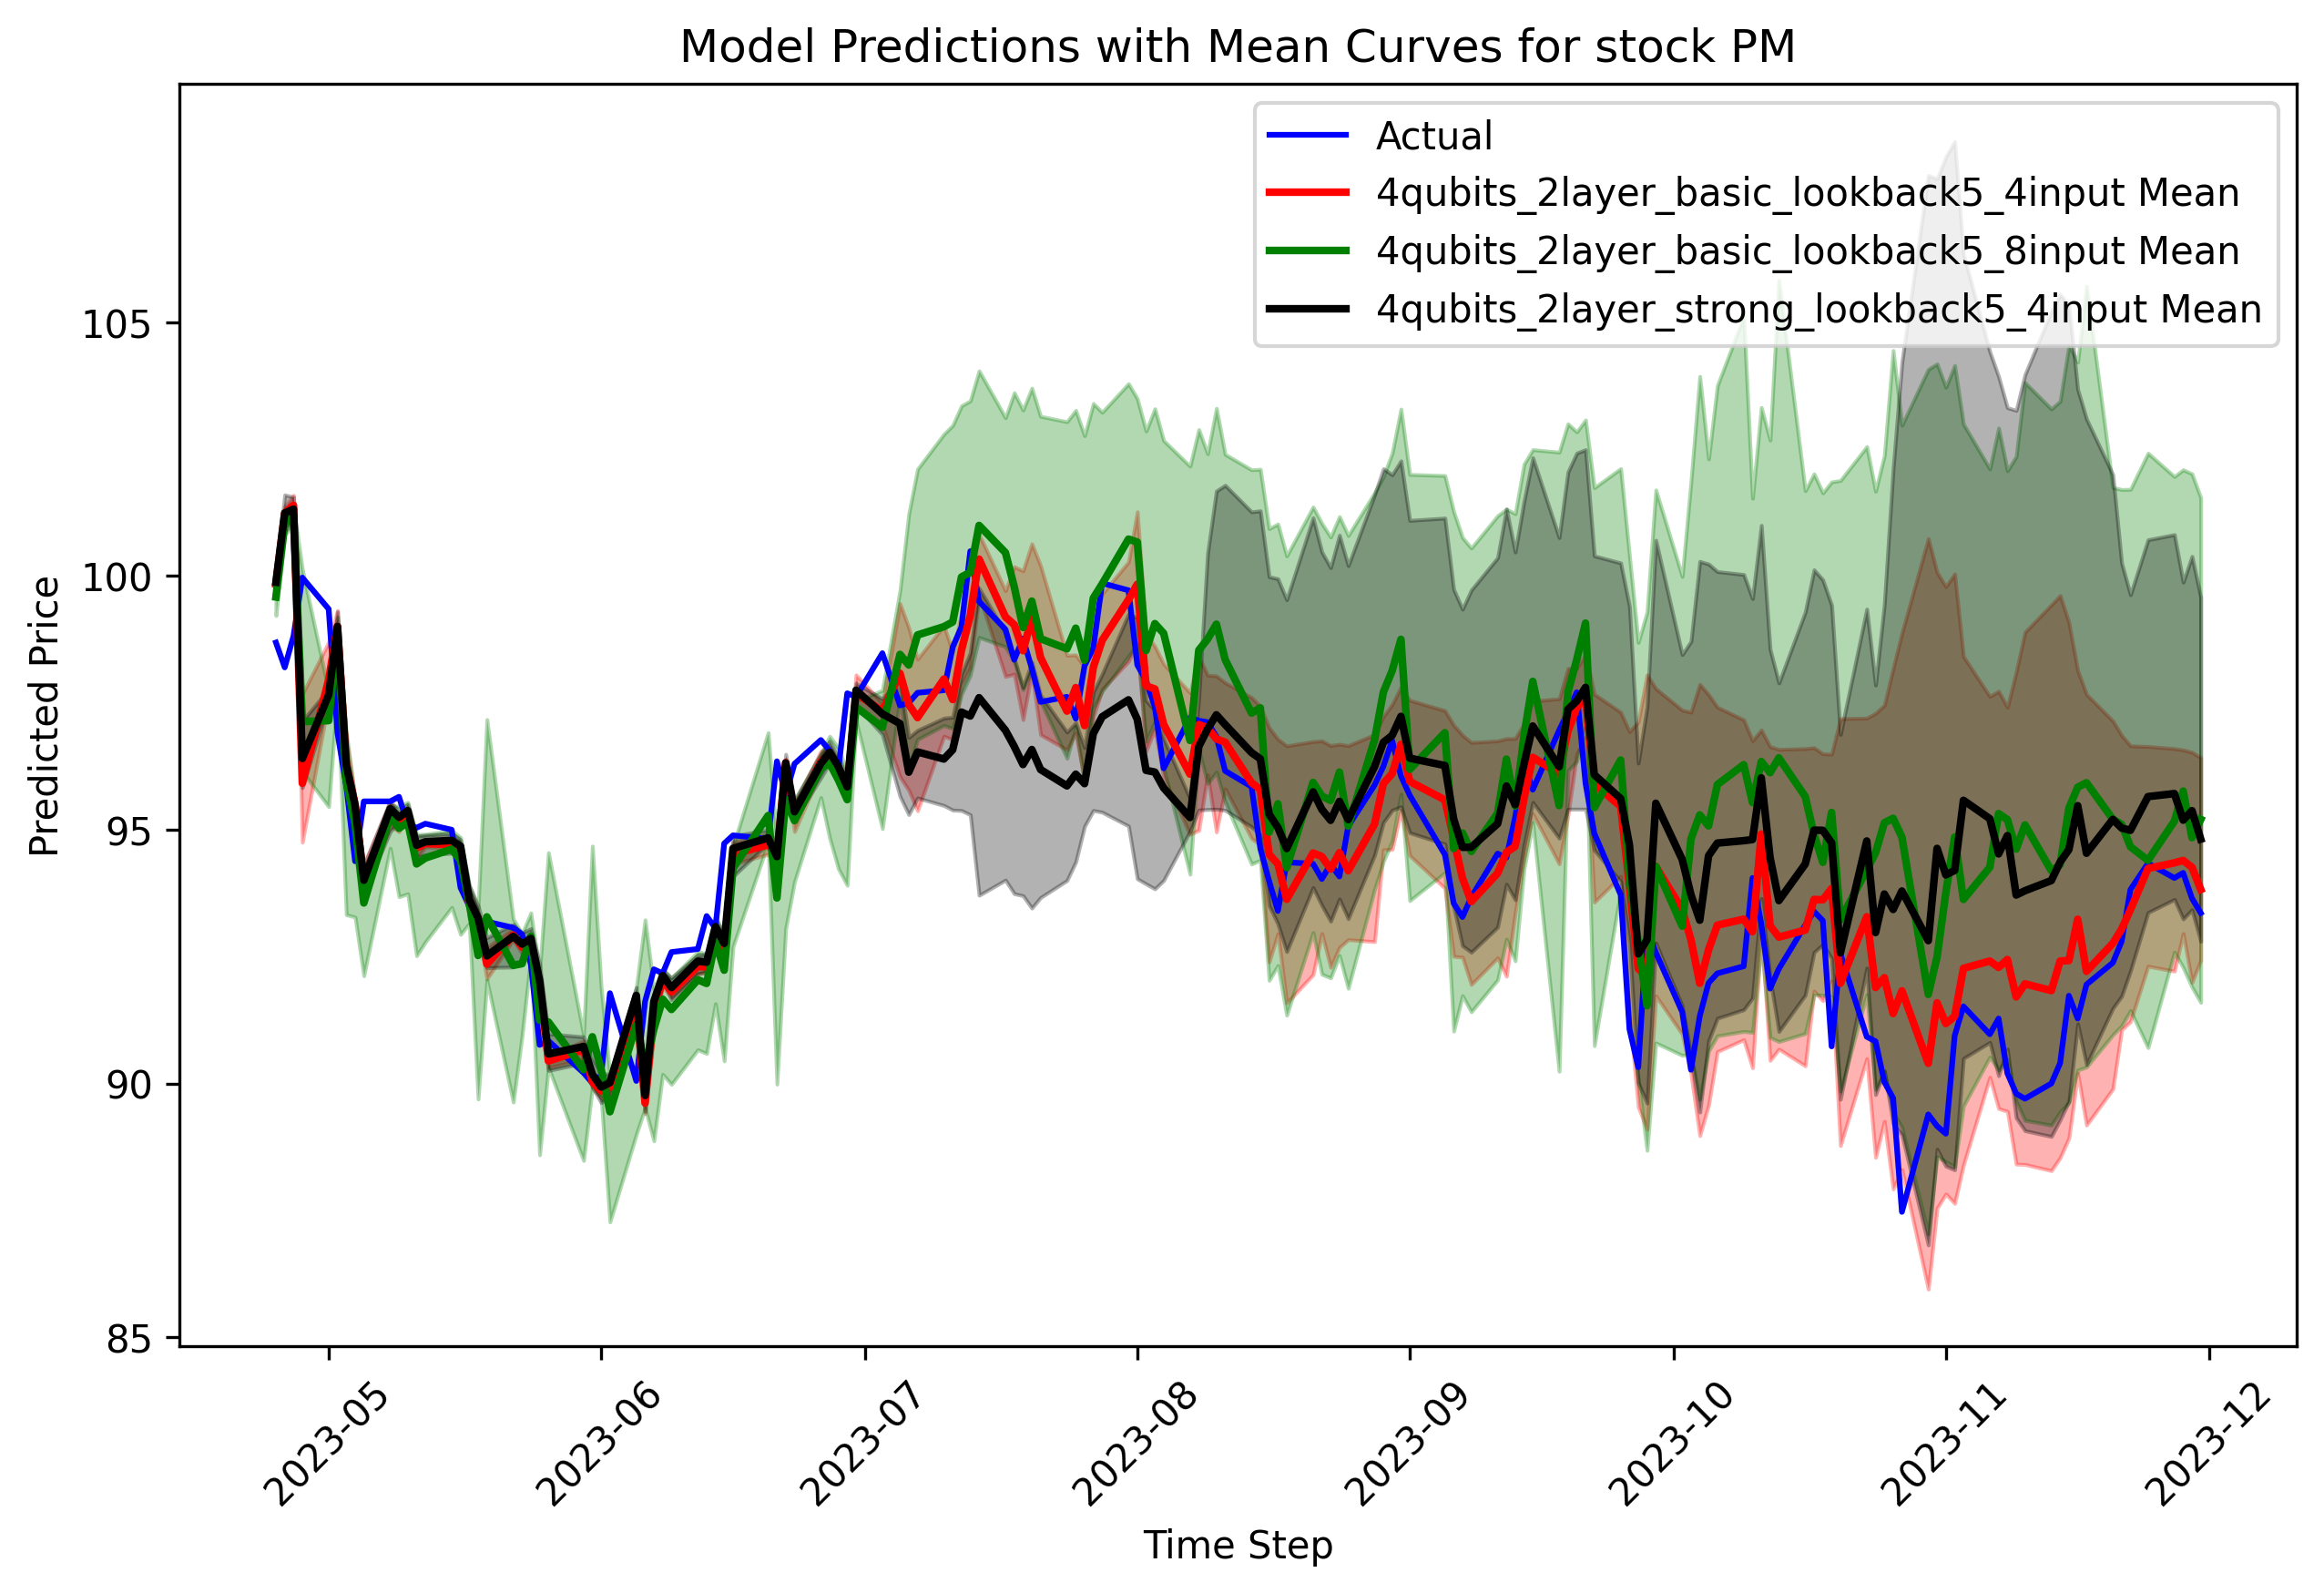 Model Predictions with Mean Curves for stock PM
Actual
4qubits_2layer_basic_lookback5_4input Mean
4qubits_2layer_basic_lookback5_8input Mean
4qubits_2layer_strong_lookback5_4input Mean
Predicted Price
105
100
95
90
85
2023-05
2023-06
2023-07
2023-08
2023-09
2023-10
2023-11
2023-12
Time Step